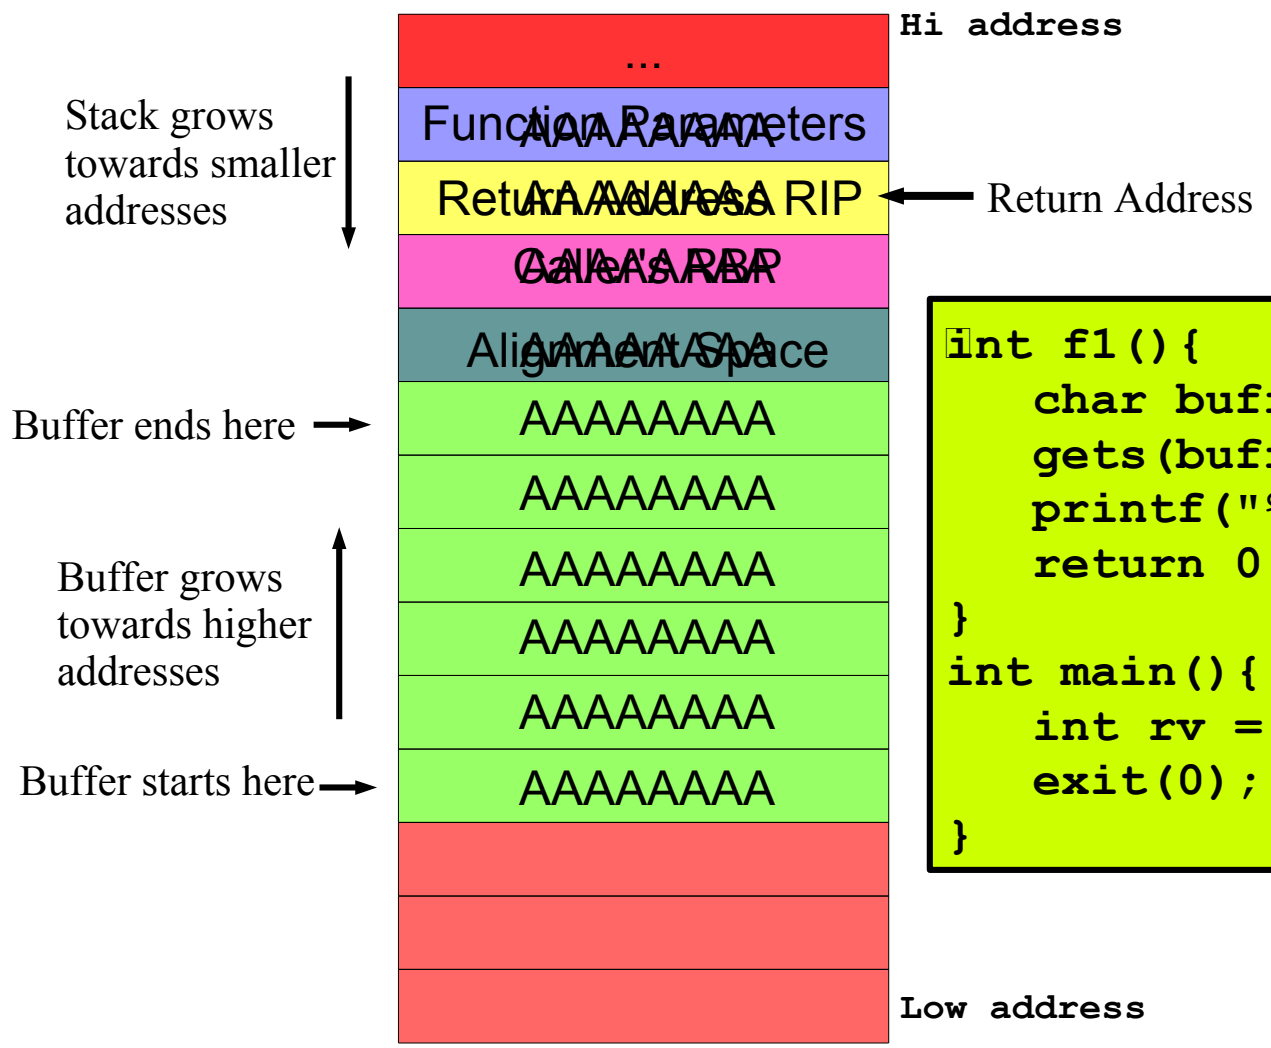 Hi address
...
Stack grows
towards smaller
addresses
Function Parameters
AAAAAAAA
Return Address RIP
AAAAAAAA
Return Address
Caller's RBP
AAAAAAAA
Alignment Space
AAAAAAAA
Buffer ends here
AAAAAAAA
AAAAAAAA
Buffer grows
towards higher
addresses
AAAAAAAA
AAAAAAAA
AAAAAAAA
Buffer starts here
AAAAAAAA
int f1(){
char buf
gets(buf
printf("%
return 0
}
int main(){
int rv =
exit(0);
}
Low address